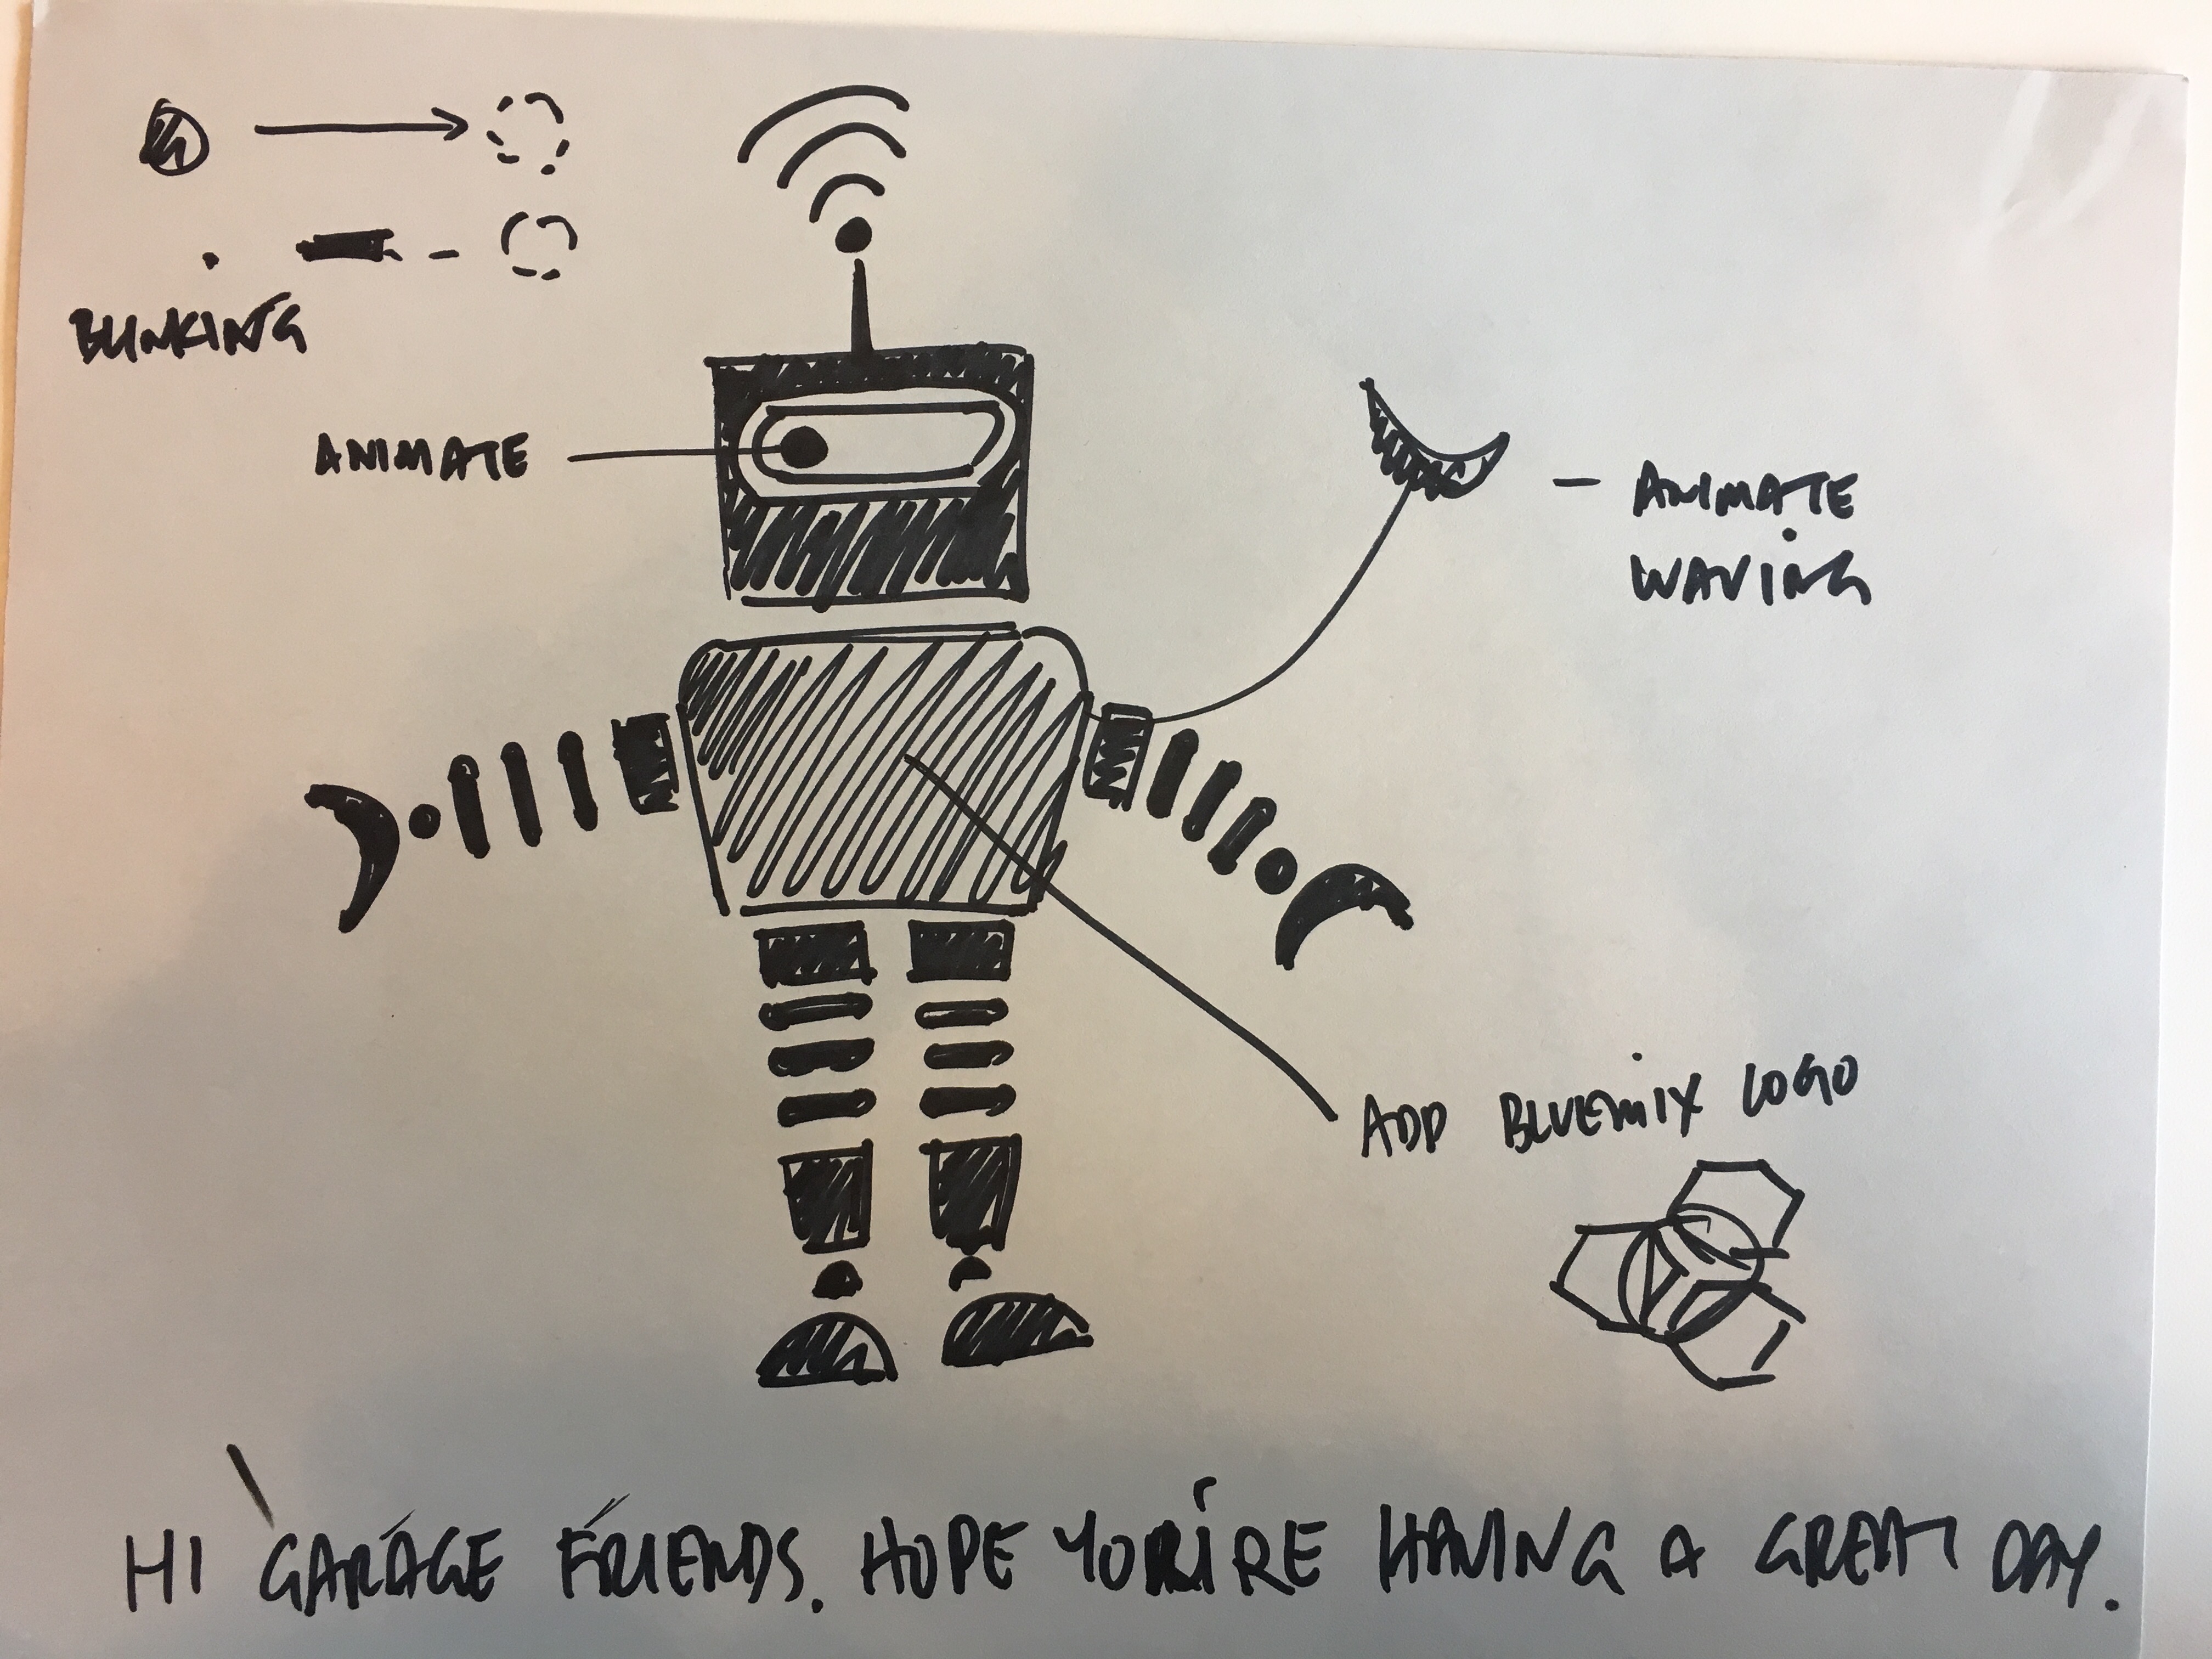 BLINKING
ANIMATE
- ANIMATE
WAVING
ADD BLUEMIX LOGO
HI GARAGE FRIENDS. HOPE YOU'RE HAVING A GREAT DAY.